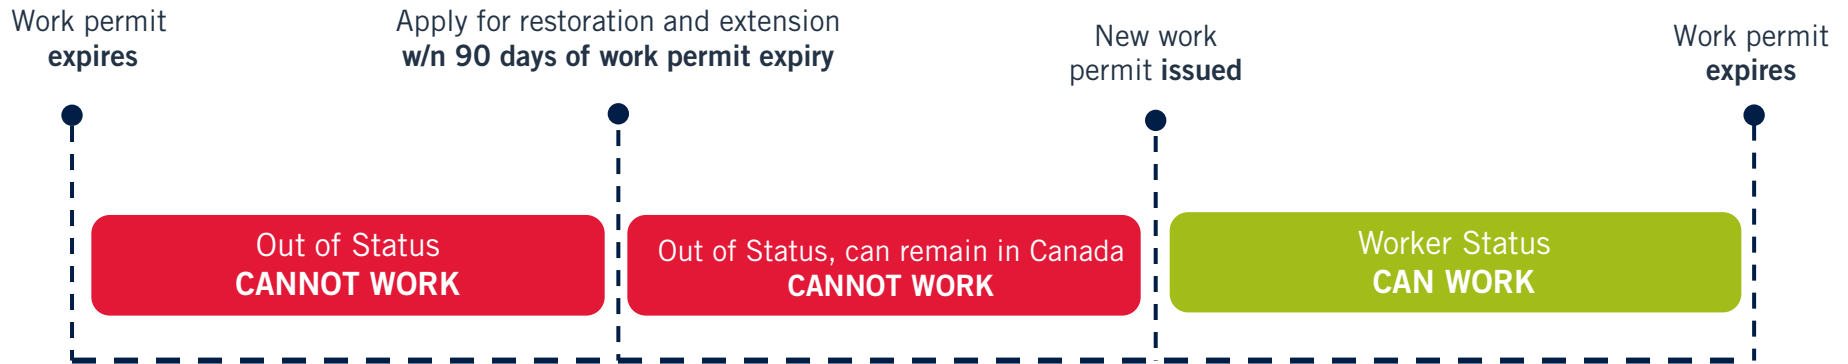 Work permit
expires
Apply for restoration and extension
w/n 90 days of work permit expiry
New work
permit issued
Work permit
expires
Out of Status
CANNOT WORK
Out of Status, can remain in Canada
CANNOT WORK
Worker Status
CAN WORK